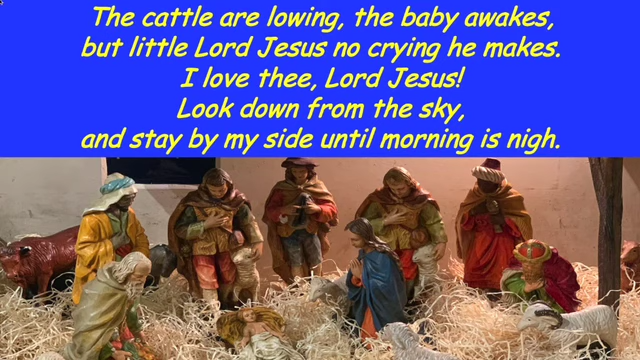 The cattle are lowing, the baby awakes,
but little Lord Jesus no crying he makes.
I love thee, Lord Jesus!
Look down from the sky,
and stay by my side until morning is nigh.